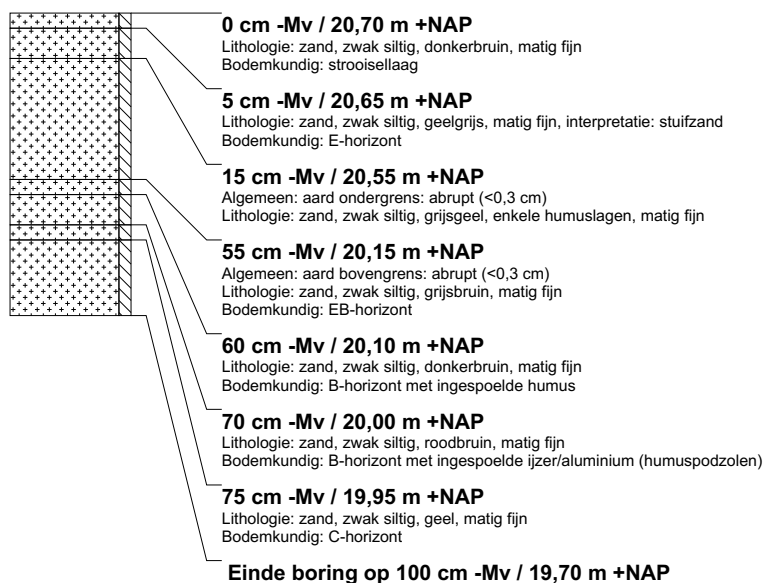 0 cm -Mv / 20,70 m +NAP
Lithologie: zand, zwak siltig, donkerbruin, matig fijn
Bodemkundig: strooisellaag
5 cm -Mv / 20,65 m +NAP
Lithologie: zand, zwak siltig, geelgrijs, matig fijn, interpretatie: stuifzand
Bodemkundig: E-horizont
15 cm -Mv / 20,55 m +NAP
Algemeen: aard ondergrens: abrupt (<0,3 cm)
Lithologie: zand, zwak siltig, grijsgeel, enkele humuslagen, matig fijn
55 cm -Mv / 20,15 m +NAP
Algemeen: aard bovengrens: abrupt (<0,3 cm)
Lithologie: zand, zwak siltig, grijsbruin, matig fijn
Bodemkundig: EB-horizont
60 cm -Mv / 20,10 m +NAP
Lithologie: zand, zwak siltig, donkerbruin, matig fijn
Bodemkundig: B-horizont met ingespoelde humus
70 cm -Mv / 20,00 m +NAP
Lithologie: zand, zwak siltig, roodbruin, matig fijn
Bodemkundig: B-horizont met ingespoelde ijzer/aluminium (humuspodzolen)
75 cm -Mv / 19,95 m +NAP
Lithologie: zand, zwak siltig, geel, matig fijn
Bodemkundig: C-horizont
Einde boring op 100 cm -Mv / 19,70 m +NAP